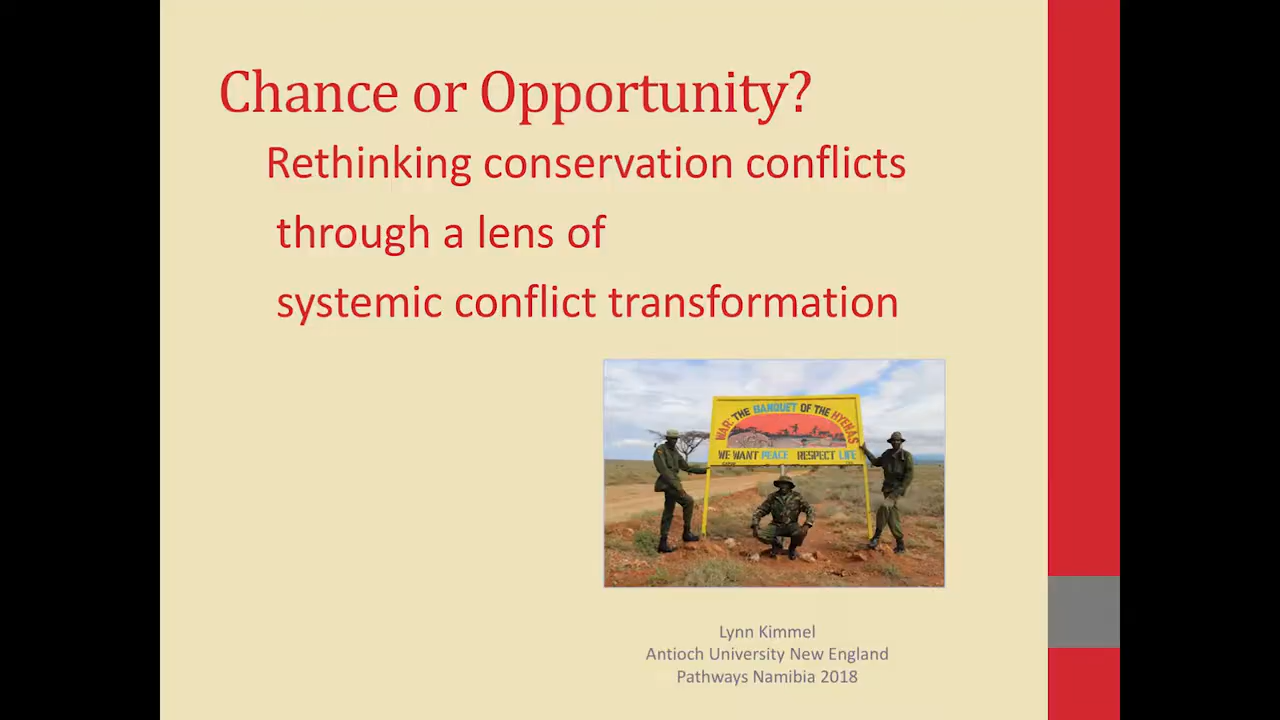 Chance or Opportunity?
Rethinking conservation conflicts
through a lens of
systemic conflict transformation
WAR: THE BANQUET OF THE HYENAS
WE WANT PEACE RESPECT LIFE
Lynn Kimmel
Antioch University New England
Pathways Namibia 2018